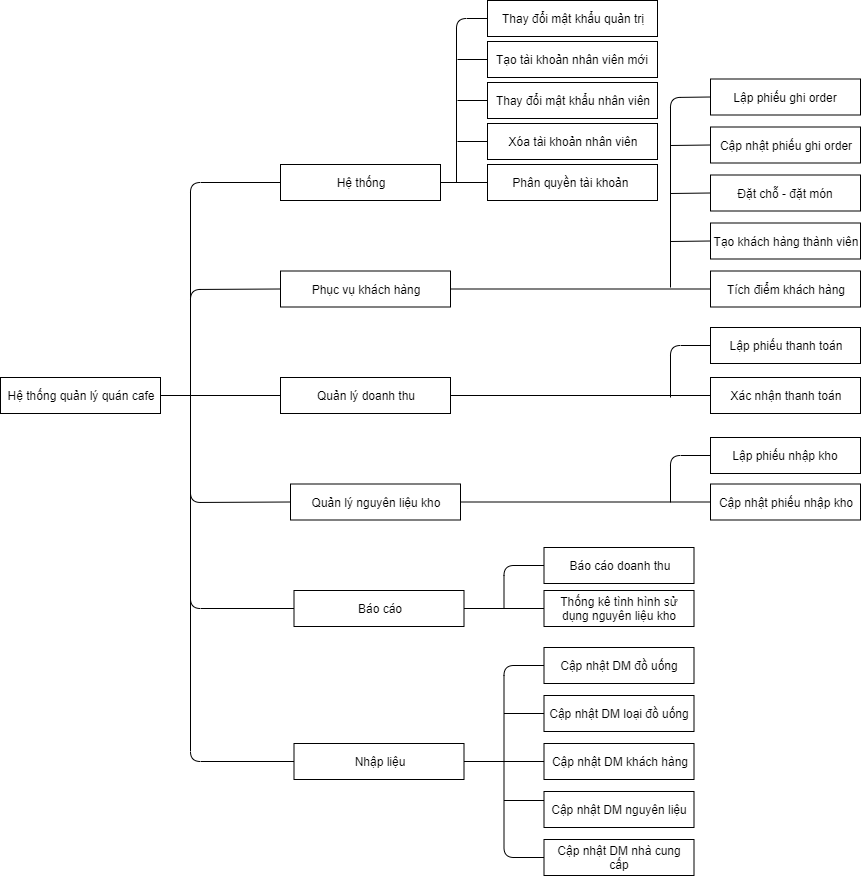 Thay đổi mật khẩu quản trị
Tạo tài khoản nhân viên mới
Thay đổi mật khẩu nhân viên
Xóa tài khoản nhân viên
Phân quyền tài khoản
Hệ thống
Lập phiếu ghi order
Cập nhật phiếu ghi order
Đặt chỗ - đặt món
Tạo khách hàng thành viên
Tích điểm khách hàng
Phục vụ khách hàng
Lập phiếu thanh toán
Xác nhận thanh toán
Quản lý doanh thu
Hệ thống quản lý quán cafe
Lập phiếu nhập kho
Cập nhật phiếu nhập kho
Quản lý nguyên liệu kho
Báo cáo doanh thu
Thống kê tình hình sử
dụng nguyên liệu kho
Báo cáo
Cập nhật DM đồ uống
Cập nhật DM loại đồ uống
Cập nhật DM khách hàng
Nhập liệu
Cập nhật DM nguyên liệu
Cập nhật DM nhà cung
cấp